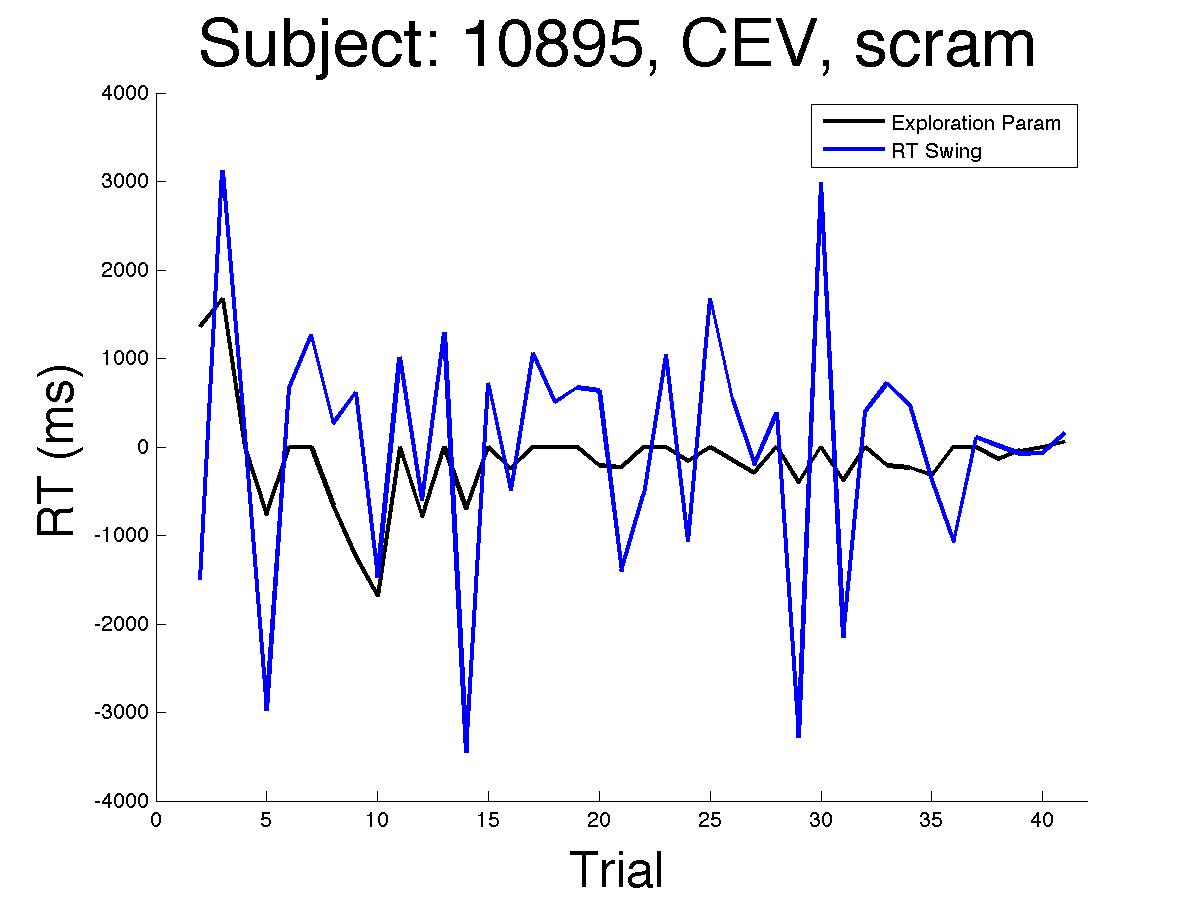 Subject: 10895, CEV, scram
4000
3000
2000
1000
0
-1000
-2000
-3000
-4000
RT (ms)
Exploration Param
RT Swing
0 5 10 15 20 25 30 35 40
Trial